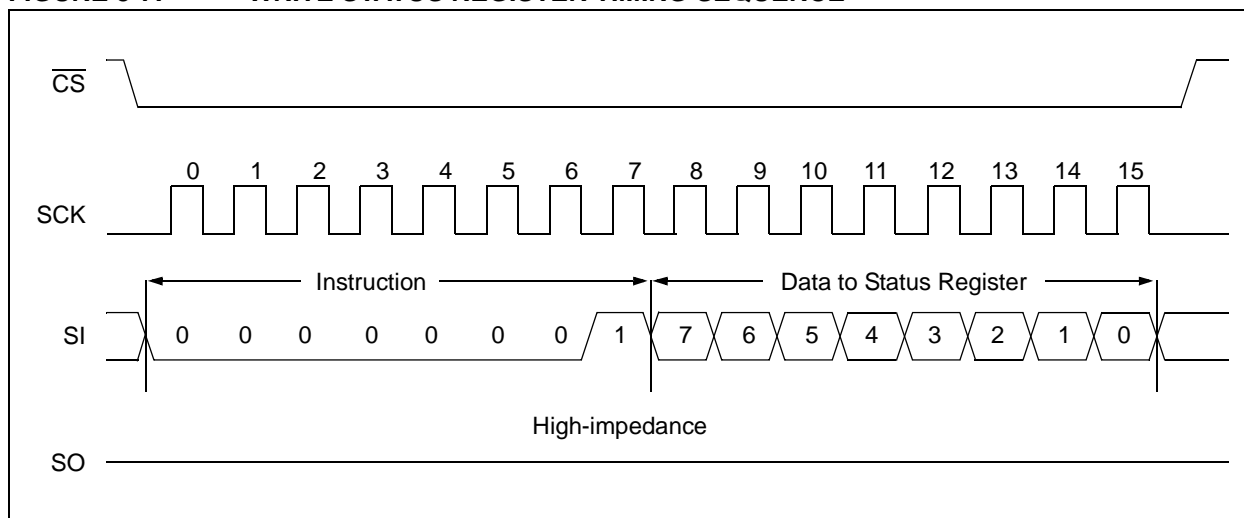 CS
0 1 2 3 4 5 6 7 8 9 10 11 12 13 14 15
SCK
Instruction Data to Status Register
SI 0 0 0 0 0 0 0 1 7 6 5 4 3 2 1 0
High-impedance
SO